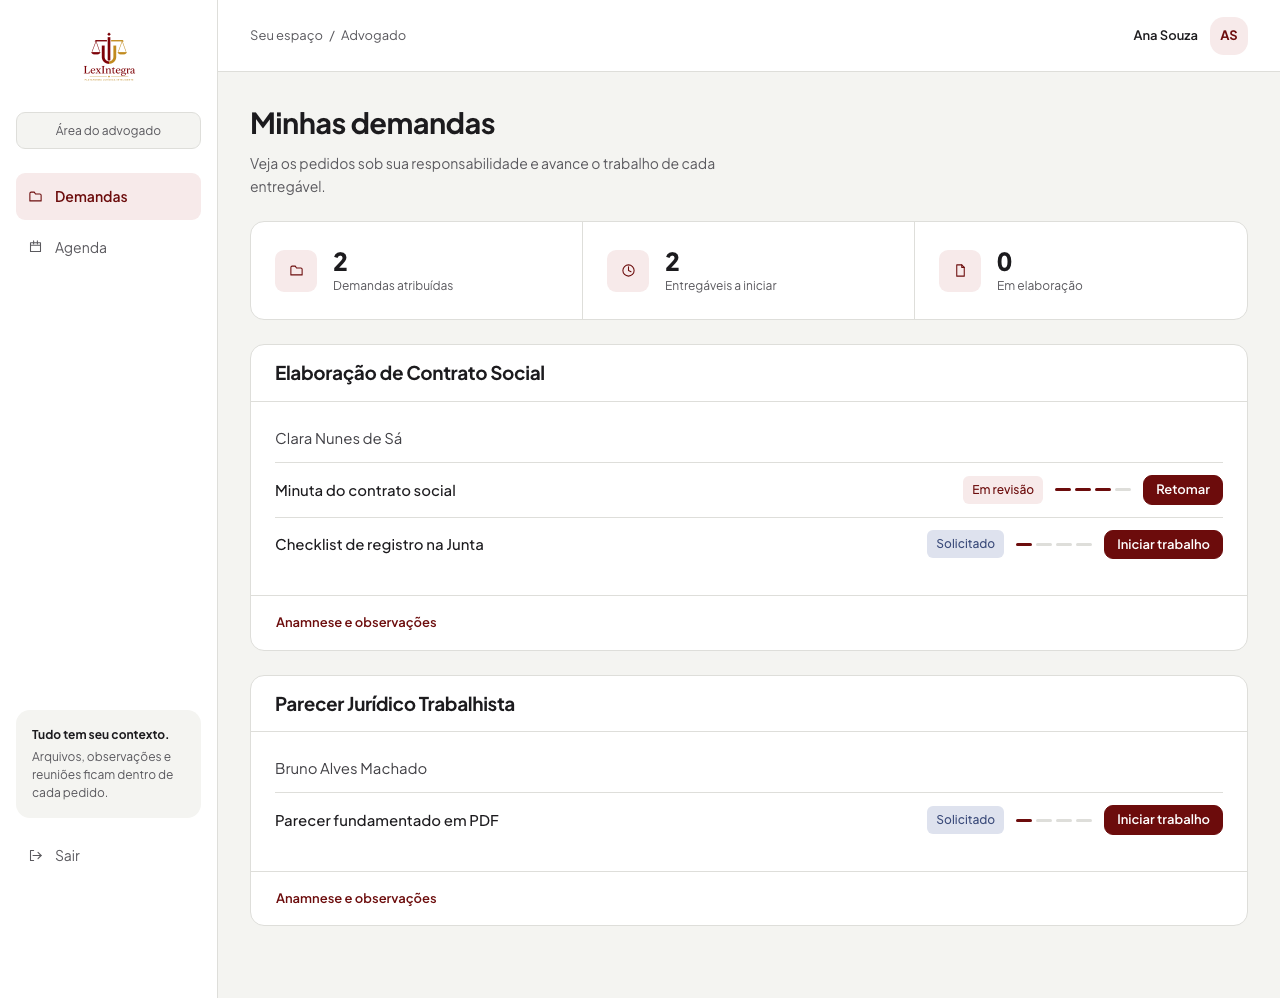 LexIntegra
Área do advogado
Demandas
Agenda
Tudo tem seu contexto.
Arquivos, observações e
reuniões ficam dentro de
cada pedido.
Sair
Seu espaço / Advogado
Ana Souza
AS
Minhas demandas
Veja os pedidos sob sua responsabilidade e avance o trabalho de cada
entregável.
2
Demandas atribuídas
2
Entregáveis a iniciar
0
Em elaboração
Elaboração de Contrato Social
Clara Nunes de Sá
Minuta do contrato social
Em revisão
Retomar
Checklist de registro na Junta
Solicitado
Iniciar trabalho
Anamnese e observações
Parecer Jurídico Trabalhista
Bruno Alves Machado
Parecer fundamentado em PDF
Solicitado
Iniciar trabalho
Anamnese e observações